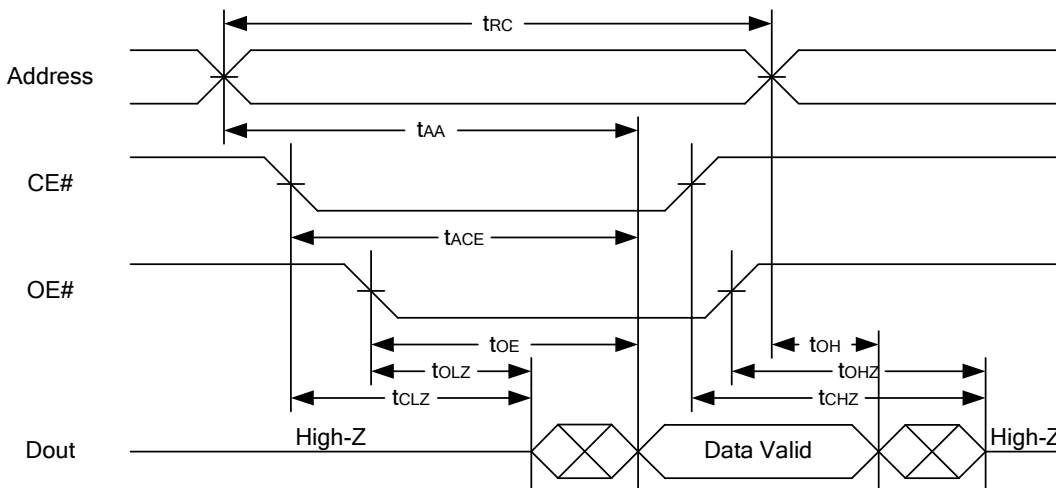 tRC
Address
tAA
CE#
tACE
OE#
tOE
tOH
tOLZ
tOHZ
tCLZ
tCHZ
Dout
High-Z
Data Valid
High-Z